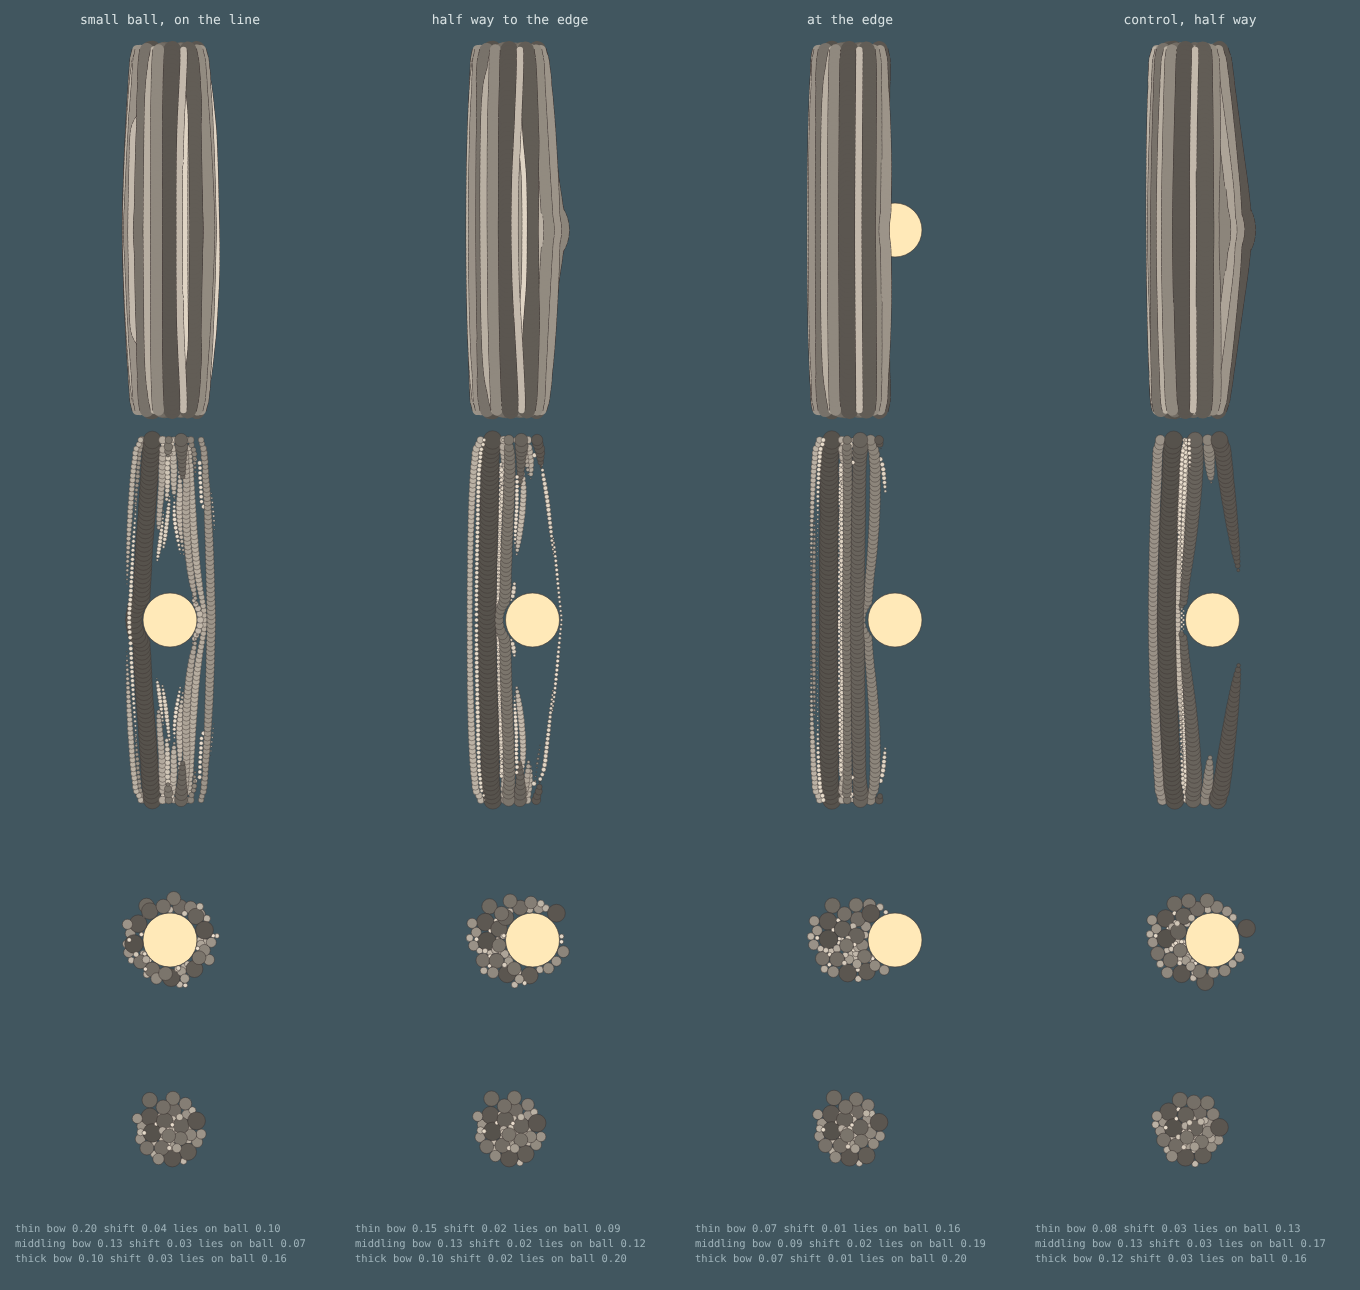 small ball, on the line
half way to the edge
at the edge
control, half way
thin bow 0.20 shift 0.04 lies on ball 0.10
middling bow 0.13 shift 0.03 lies on ball 0.07
thick bow 0.10 shift 0.03 lies on ball 0.16
thin bow 0.15 shift 0.02 lies on ball 0.09
middling bow 0.13 shift 0.02 lies on ball 0.12
thick bow 0.10 shift 0.02 lies on ball 0.20
thin bow 0.07 shift 0.01 lies on ball 0.16
middling bow 0.09 shift 0.02 lies on ball 0.19
thick bow 0.07 shift 0.01 lies on ball 0.20
thin bow 0.08 shift 0.03 lies on ball 0.13
middling bow 0.13 shift 0.03 lies on ball 0.17
thick bow 0.12 shift 0.03 lies on ball 0.16